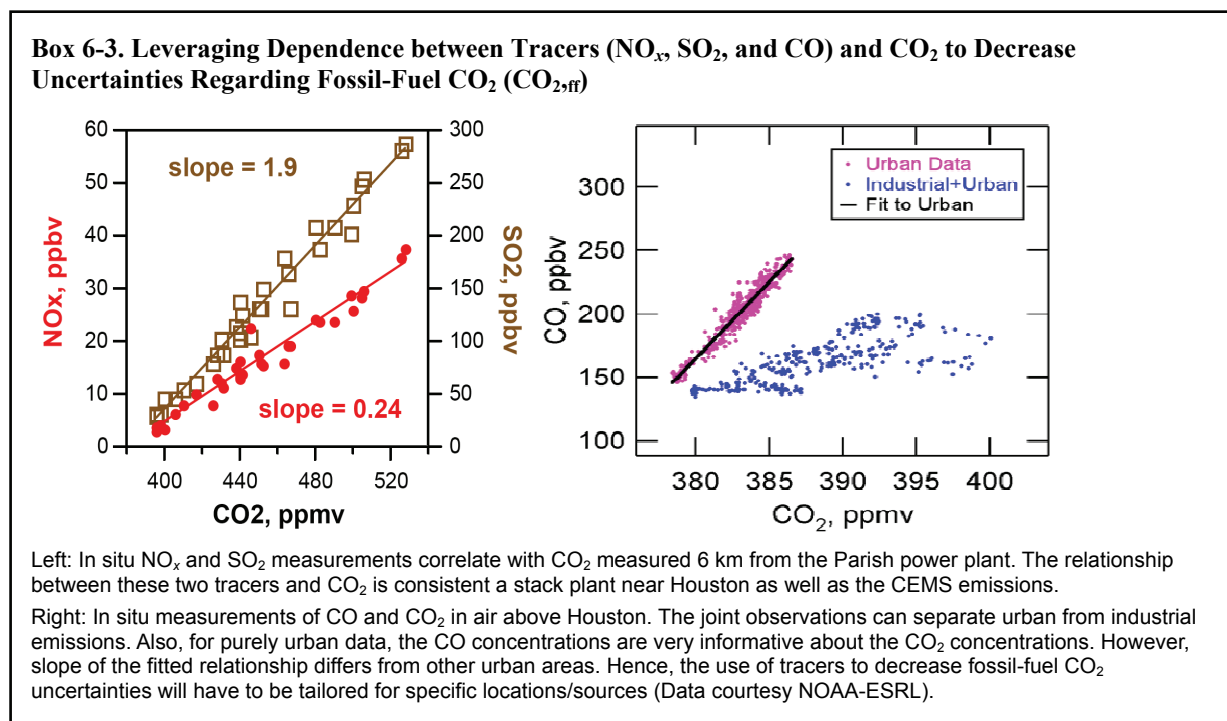 Box 6-3. Leveraging Dependence between Tracers (NOx, SO2, and CO) and CO2 to Decrease
Uncertainties Regarding Fossil-Fuel CO2 (CO2,ff)
60
50
40
30
20
10
0
NOx, ppbv
slope = 1.9
slope = 0.24
300
250
200
150
100
50
0
SO2, ppbv
400
440
480
520
CO2, ppmv
300
250
200
150
100
CO, ppbv
Urban Data
Industrial+Urban
Fit to Urban
380
385
390
395
400
CO2, ppmv
Left: In situ NOx and SO2 measurements correlate with CO2 measured 6 km from the Parish power plant. The relationship
between these two tracers and CO2 is consistent a stack plant near Houston as well as the CEMS emissions.
Right: In situ measurements of CO and CO2 in air above Houston. The joint observations can separate urban from industrial
emissions. Also, for purely urban data, the CO concentrations are very informative about the CO2 concentrations. However,
slope of the fitted relationship differs from other urban areas. Hence, the use of tracers to decrease fossil-fuel CO2
uncertainties will have to be tailored for specific locations/sources (Data courtesy NOAA-ESRL).